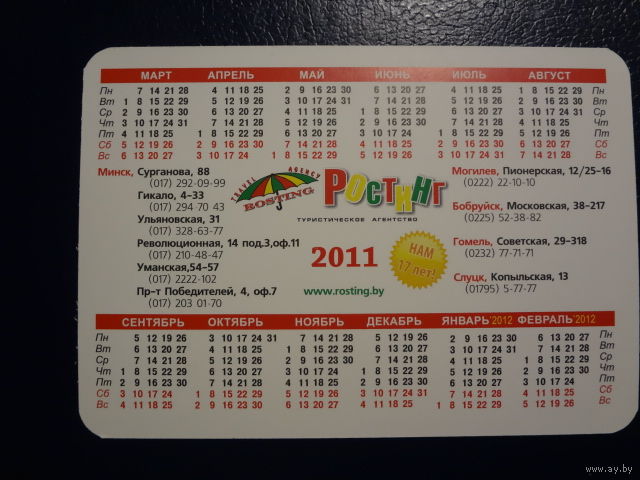 МАРТ АПРЕЛЬ МАЙ ИЮНЬ ИЮЛЬ АВГУСТ
Пн 7 14 21 28 4 11 18 25 2 9 16 23 30 6 13 20 27 4 11 18 25 1 8 15 22 29 Пн
Вт 1 8 15 22 29 5 12 19 26 3 10 17 24 31 7 14 21 28 5 12 19 26 2 9 16 23 30 Вт
Ср 2 9 16 23 30 6 13 20 27 4 11 18 25 1 8 15 22 29 6 13 20 27 3 10 17 24 31 Ср
Чт 3 10 17 24 31 7 14 21 28 5 12 19 26 2 9 16 23 30 7 14 21 28 4 11 18 25 Чт
Пт 4 11 18 25 1 8 15 22 29 6 13 20 27 3 10 17 24 1 8 15 22 29 5 12 19 26 Пт
Сб 5 12 19 26 2 9 16 23 30 7 14 21 28 4 11 18 25 2 9 16 23 30 6 13 20 27 Сб
Вс 6 13 20 27 3 10 17 24 1 8 15 22 29 5 12 19 26 3 10 17 24 31 7 14 21 28 Вс
Минск, Сурганова, 88
(017) 292-09-99
Гикало, 4-33
(017) 294 70 43
Ульяновская, 31
(017) 328-63-77
Революционная, 14 под.3,оф.11
(017) 210-48-47
Уманская,54-57
(017) 2222-102
Пр-т Победителей, 4, оф.7
(017) 203 01-70
TRAVEL AGENCY
ROSTING
РОСТИНГ
ТУРИСТИЧЕСКОЕ АГЕНТСТВО
2011
НАМ
17 лет!
www.rosting.by
Могилев, Пионерская, 12/25-16
(0222) 22-10-10
Бобруйск, Московская, 38-217
(0225) 52-38-82
Гомель, Советская, 29-318
(0232) 77-71-71
Слуцк, Копыльская, 13
(01795) 5-77-77
СЕНТЯБРЬ ОКТЯБРЬ НОЯБРЬ ДЕКАБРЬ ЯНВАРЬ'2012 ФЕВРАЛЬ'2012
Пн 5 12 19 26 3 10 17 24 31 7 14 21 28 5 12 19 26 2 9 16 23 30 6 13 20 27 Пн
Вт 6 13 20 27 4 11 18 25 1 8 15 22 29 6 13 20 27 3 10 17 24 31 7 14 21 28 Вт
Ср 7 14 21 28 5 12 19 26 2 9 16 23 30 7 14 21 28 4 11 18 25 1 8 15 22 29 Ср
Чт 1 8 15 22 29 6 13 20 27 3 10 17 24 1 8 15 22 29 5 12 19 26 2 9 16 23 Чт
Пт 2 9 16 23 30 7 14 21 28 4 11 18 25 2 9 16 23 30 6 13 20 27 3 10 17 24 Пт
Сб 3 10 17 24 1 8 15 22 29 5 12 19 26 3 10 17 24 31 7 14 21 28 4 11 18 25 Сб
Вс 4 11 18 25 2 9 16 23 30 6 13 20 27 4 11 18 25 1 8 15 22 29 5 12 19 26 Вс
www.ay.by